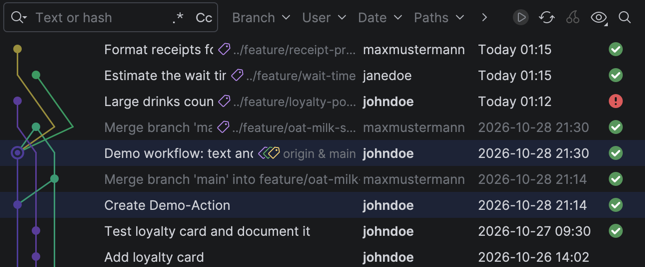 Text or hash .* Cc Branch User Date Paths
Format receipts fo ../feature/receipt-pr... maxmustermann Today 01:15
Estimate the wait tir ../feature/wait-time janedoe Today 01:15
Large drinks coun ../feature/loyalty-po... johndoe Today 01:12
Merge branch 'ma ../feature/oat-milk-s... maxmustermann 2026-10-28 21:30
Demo workflow: text and origin & main johndoe 2026-10-28 21:30
Merge branch 'main' into feature/oat-milk- maxmustermann 2026-10-28 21:14
Create Demo-Action johndoe 2026-10-28 21:14
Test loyalty card and document it johndoe 2026-10-27 09:30
Add loyalty card johndoe 2026-10-26 14:02